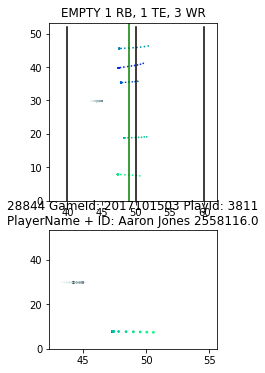 EMPTY 1 RB, 1 TE, 3 WR
50
40
30
20
10
0
40 45 50 55 60
28844 GameId: 2017101503 PlayId: 3811
PlayerName + ID: Aaron Jones 2558116.0
40
20
0
45 50 55